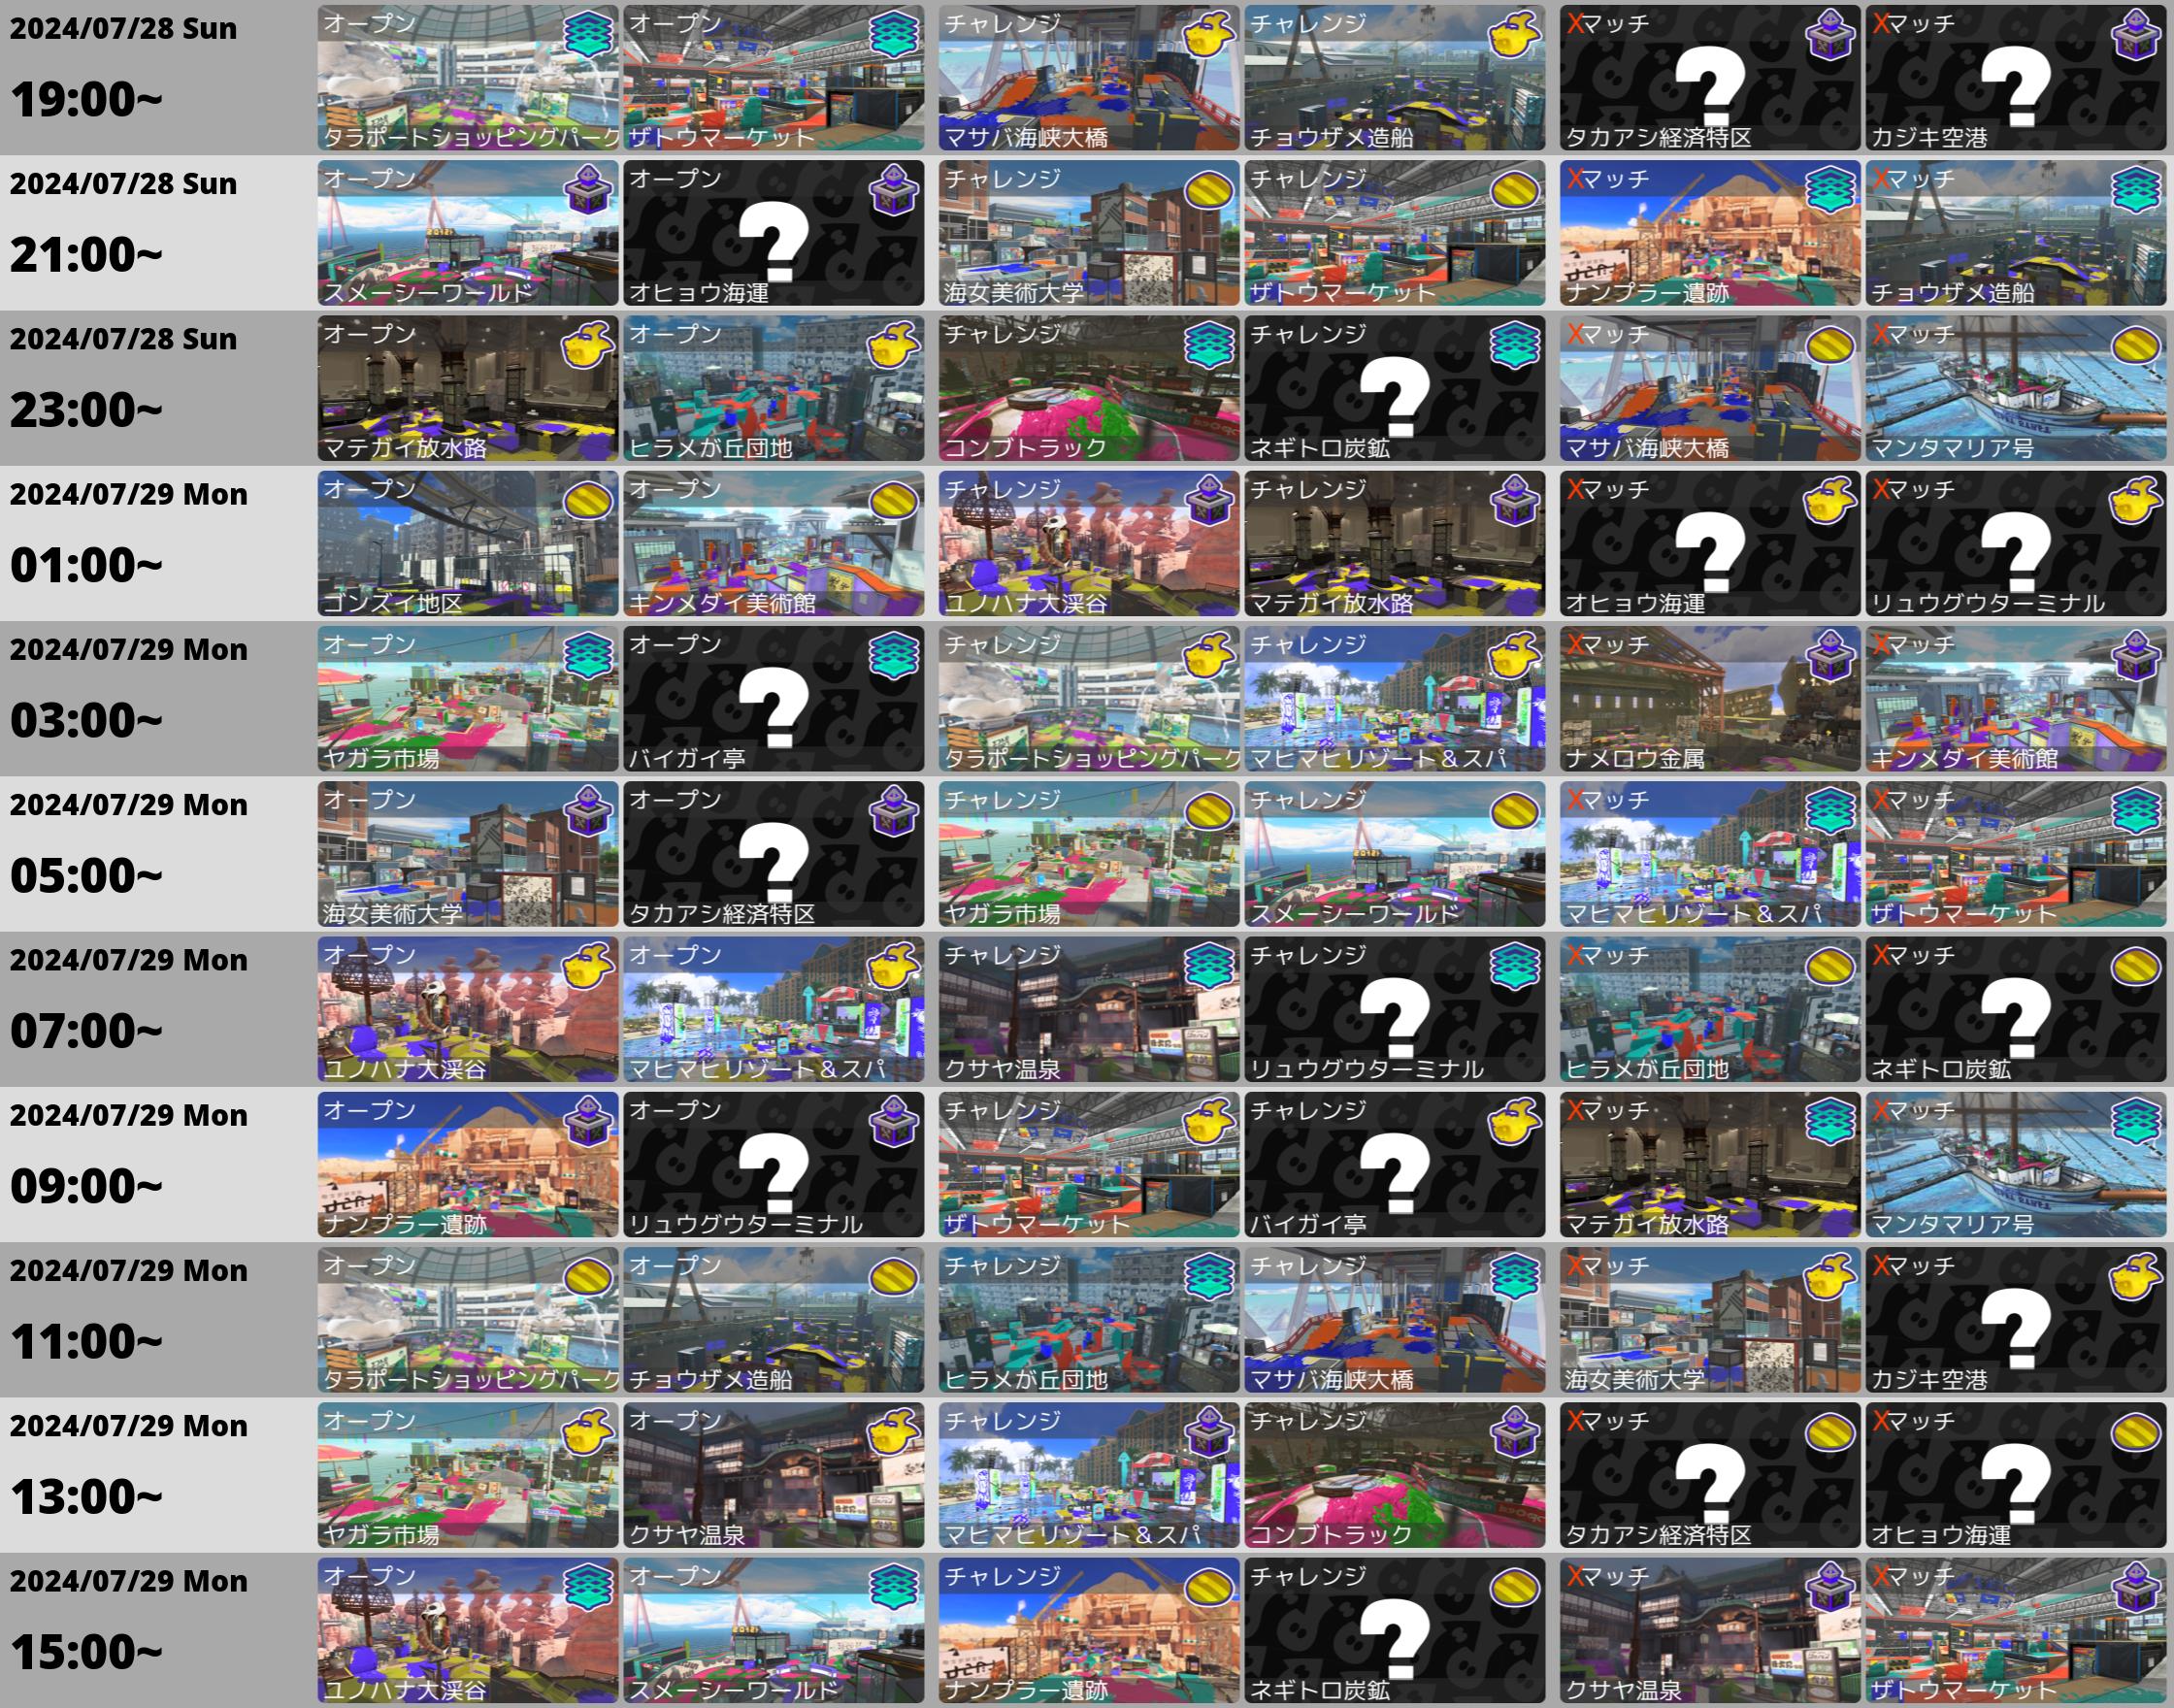 2024/07/28 Sun
19:00~
オープン
タラポートショッピングパーク
オープン
ザトウマーケット
チャレンジ
マサバ海峡大橋
チャレンジ
チョウザメ造船
Xマッチ
?
タカアシ経済特区
Xマッチ
?
カジキ空港
2024/07/28 Sun
21:00~
オープン
スメーシーワールド
オープン
?
オヒョウ海運
チャレンジ
海女美術大学
チャレンジ
ザトウマーケット
Xマッチ
ナンプラー遺跡
Xマッチ
チョウザメ造船
2024/07/28 Sun
23:00~
オープン
マテガイ放水路
オープン
ヒラメが丘団地
チャレンジ
コンブトラック
チャレンジ
?
ネギトロ炭鉱
Xマッチ
マサバ海峡大橋
Xマッチ
マンタマリア号
2024/07/29 Mon
01:00~
オープン
ゴンズイ地区
オープン
キンメダイ美術館
チャレンジ
ユノハナ大渓谷
チャレンジ
マテガイ放水路
Xマッチ
?
オヒョウ海運
Xマッチ
?
リュウグウターミナル
2024/07/29 Mon
03:00~
オープン
ヤガラ市場
オープン
?
バイガイ亭
チャレンジ
タラポートショッピングパーク
チャレンジ
マヒマヒリゾート＆スパ
Xマッチ
ナメロウ金属
Xマッチ
キンメダイ美術館
2024/07/29 Mon
05:00~
オープン
海女美術大学
オープン
?
タカアシ経済特区
チャレンジ
ヤガラ市場
チャレンジ
スメーシーワールド
Xマッチ
マヒマヒリゾート＆スパ
Xマッチ
ザトウマーケット
2024/07/29 Mon
07:00~
オープン
ユノハナ大渓谷
オープン
マヒマヒリゾート＆スパ
チャレンジ
クサヤ温泉
チャレンジ
?
リュウグウターミナル
Xマッチ
ヒラメが丘団地
Xマッチ
?
ネギトロ炭鉱
2024/07/29 Mon
09:00~
オープン
ナンプラー遺跡
オープン
?
リュウグウターミナル
チャレンジ
ザトウマーケット
チャレンジ
?
バイガイ亭
Xマッチ
マテガイ放水路
Xマッチ
マンタマリア号
2024/07/29 Mon
11:00~
オープン
タラポートショッピングパーク
オープン
チョウザメ造船
チャレンジ
ヒラメが丘団地
チャレンジ
マサバ海峡大橋
Xマッチ
海女美術大学
Xマッチ
?
カジキ空港
2024/07/29 Mon
13:00~
オープン
ヤガラ市場
オープン
クサヤ温泉
チャレンジ
マヒマヒリゾート＆スパ
チャレンジ
コンブトラック
Xマッチ
?
タカアシ経済特区
Xマッチ
?
オヒョウ海運
2024/07/29 Mon
15:00~
オープン
ユノハナ大渓谷
オープン
スメーシーワールド
チャレンジ
ナンプラー遺跡
チャレンジ
?
ネギトロ炭鉱
Xマッチ
クサヤ温泉
Xマッチ
ザトウマーケット